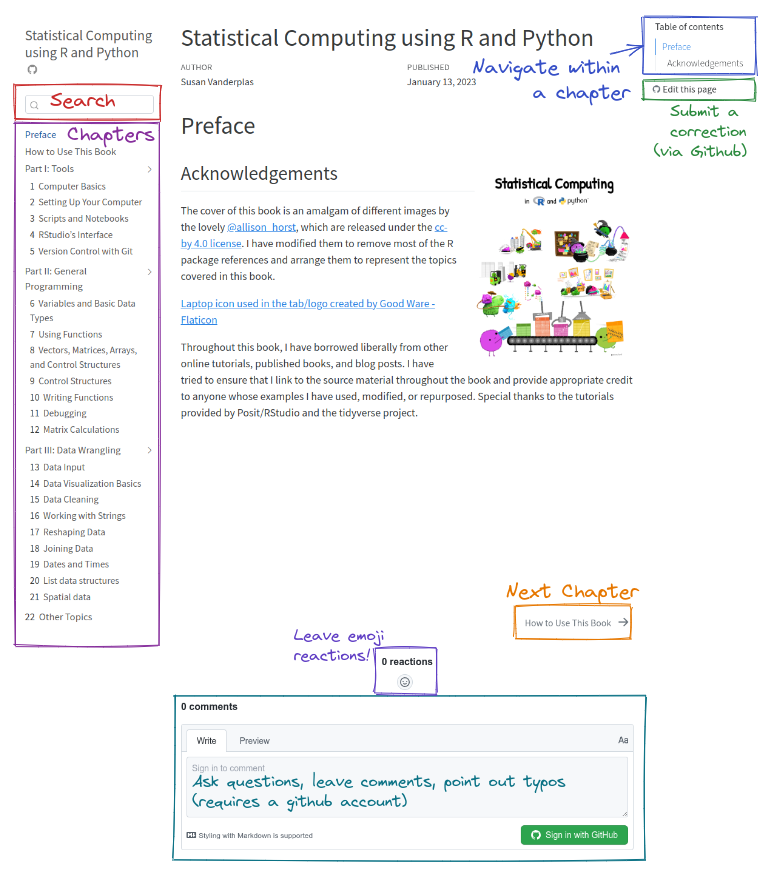 Statistical Computing
using R and Python
Search
Preface
Chapters
How to Use This Book
Part I: Tools
1 Computer Basics
2 Setting Up Your Computer
3 Scripts and Notebooks
4 RStudio's Interface
5 Version Control with Git
Part II: General
Programming
6 Variables and Basic Data
Types
7 Using Functions
8 Vectors, Matrices, Arrays,
and Control Structures
9 Control Structures
10 Writing Functions
11 Debugging
12 Matrix Calculations
Part III: Data Wrangling
13 Data Input
14 Data Visualization Basics
15 Data Cleaning
16 Working with Strings
17 Reshaping Data
18 Joining Data
19 Dates and Times
20 List data structures
21 Spatial data
22 Other Topics
Statistical Computing using R and Python
AUTHOR
Susan Vanderplas
PUBLISHED
January 13, 2023
Navigate within
a chapter
Table of contents
Preface
Acknowledgements
Edit this page
Submit a
correction
(via Github)
Preface
Acknowledgements
The cover of this book is an amalgam of different images by
the lovely @allison_horst, which are released under the cc-
by 4.0 license. I have modified them to remove most of the R
package references and arrange them to represent the topics
covered in this book.
Laptop icon used in the tab/logo created by Good Ware -
Flaticon
Throughout this book, I have borrowed liberally from other
online tutorials, published books, and blog posts. I have
tried to ensure that I link to the source material throughout the book and provide appropriate credit
to anyone whose examples I have used, modified, or repurposed. Special thanks to the tutorials
provided by Posit/RStudio and the tidyverse project.
Statistical Computing
in R and python
Next Chapter
How to Use This Book
Leave emoji
reactions!
0 reactions
0 comments
Write
Preview
Aa
Sign in to comment
Ask questions, leave comments, point out typos
(requires a github account)
Styling with Markdown is supported
Sign in with GitHub